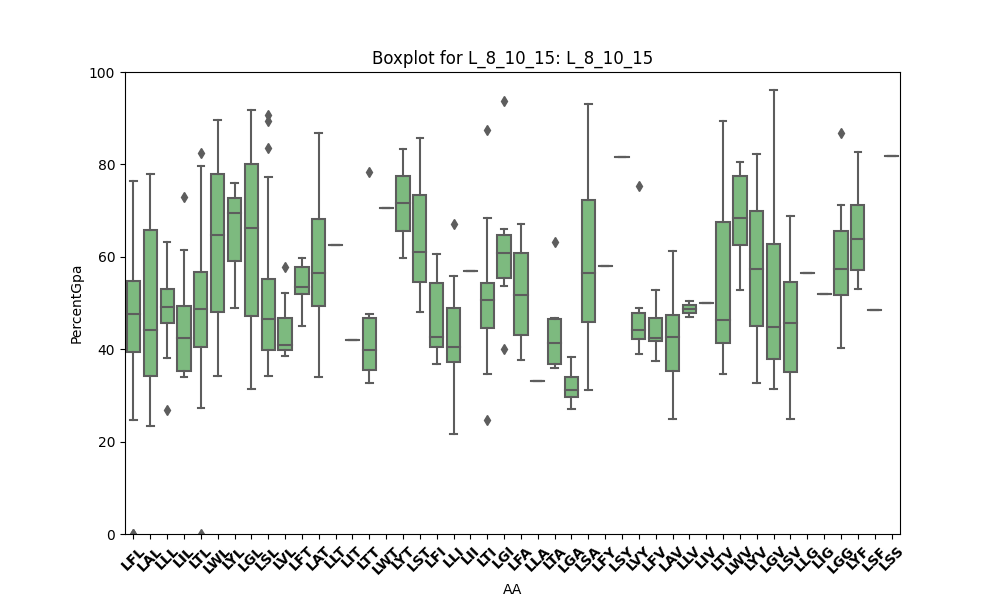 Boxplot for L_8_10_15: L_8_10_15
100
80
60
40
20
0
PercentGpa
LFL LAL LLL LIL LTL LWL LYL LGL LSL LVL LFT LAT LLT LIT LTT LWT LYT LST LFI LLI LII LTI LGI LFA LLA LTA LGA LSA LFY LSY LVY LFV LAV LLV LIV LTV LWV LYV LGV LSV LLG LIG LGG LYF LSF LSS
AA